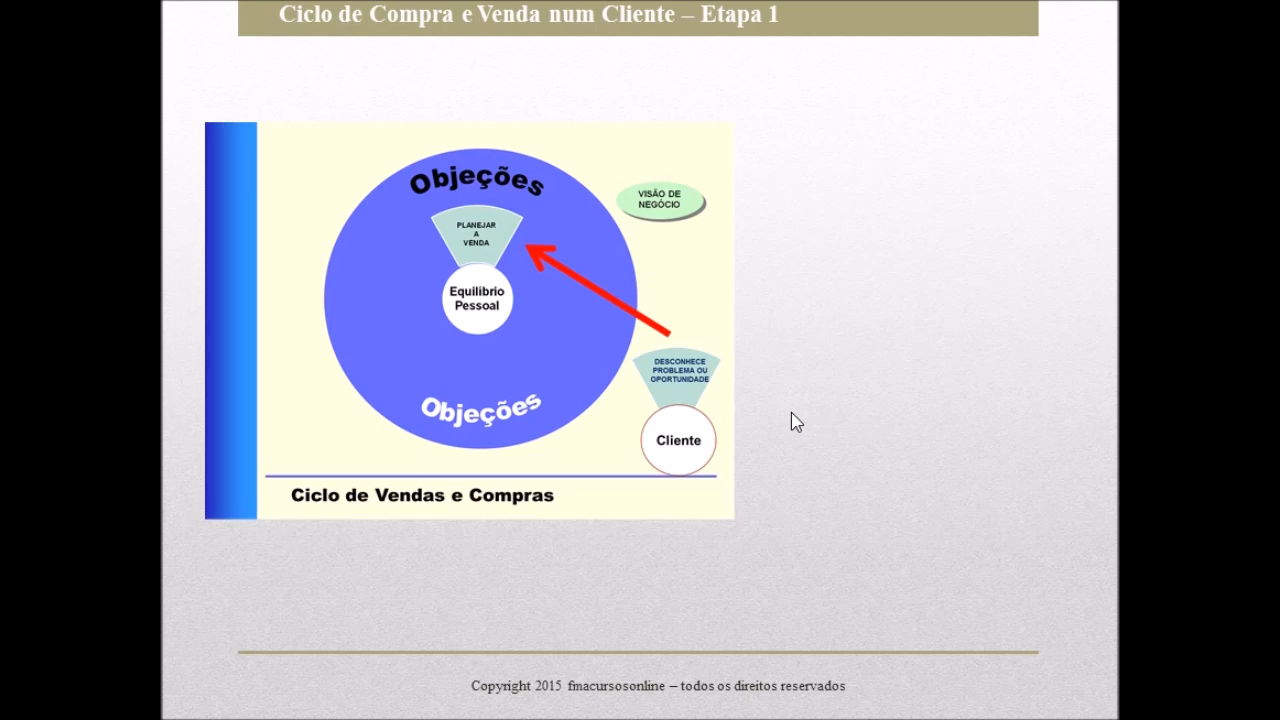 Ciclo de Compra e Venda num Cliente – Etapa 1
Objeções
VISÃO DE
NEGÓCIO
PLANEJAR
A
VENDA
Equilibrio
Pessoal
DESCONHECE
PROBLEMA OU
OPORTUNIDADE
Objeções
Cliente
Ciclo de Vendas e Compras
Copyright 2015 fmacursosonline – todos os direitos reservados